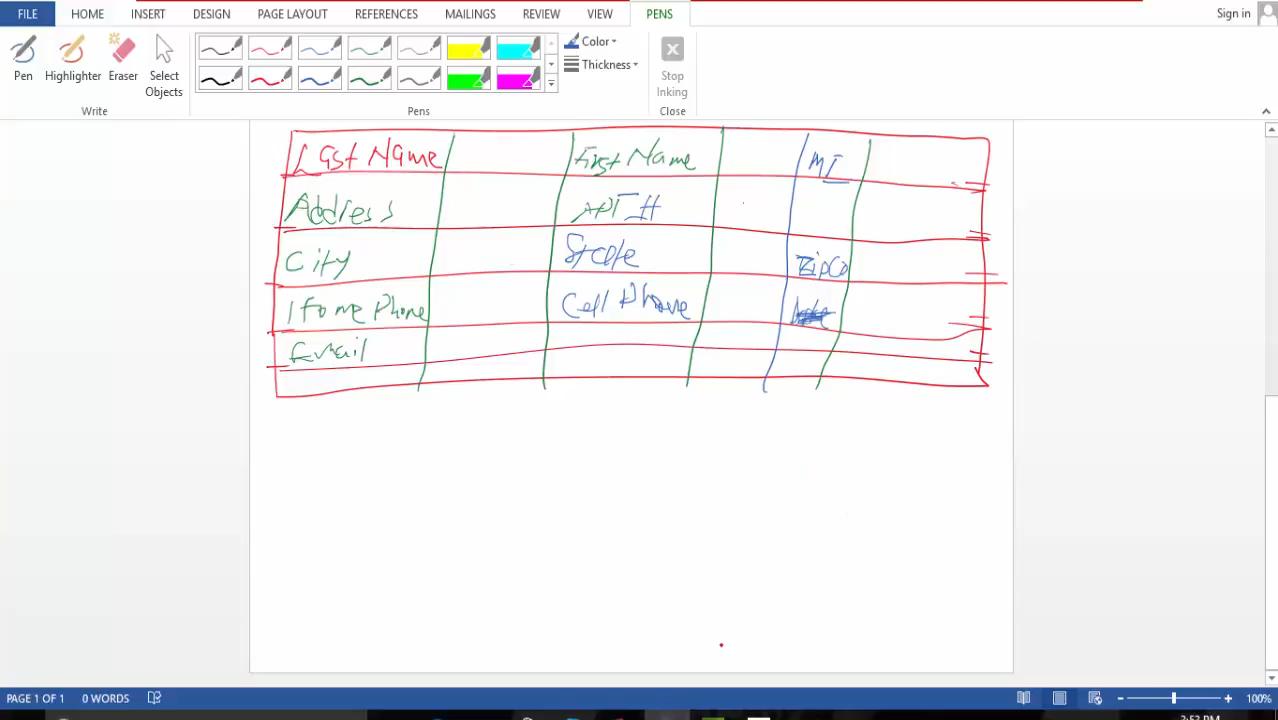 FILE HOME INSERT DESIGN PAGE LAYOUT REFERENCES MAILINGS REVIEW VIEW PENS Sign in
Pen Highlighter Eraser Select Objects
Color
Thickness
Stop Inking
Write Pens Close
Last Name First Name MI
Address APT #
City State ZipCo
Home Phone Cell Phone
Email
PAGE 1 OF 1 0 WORDS 100%